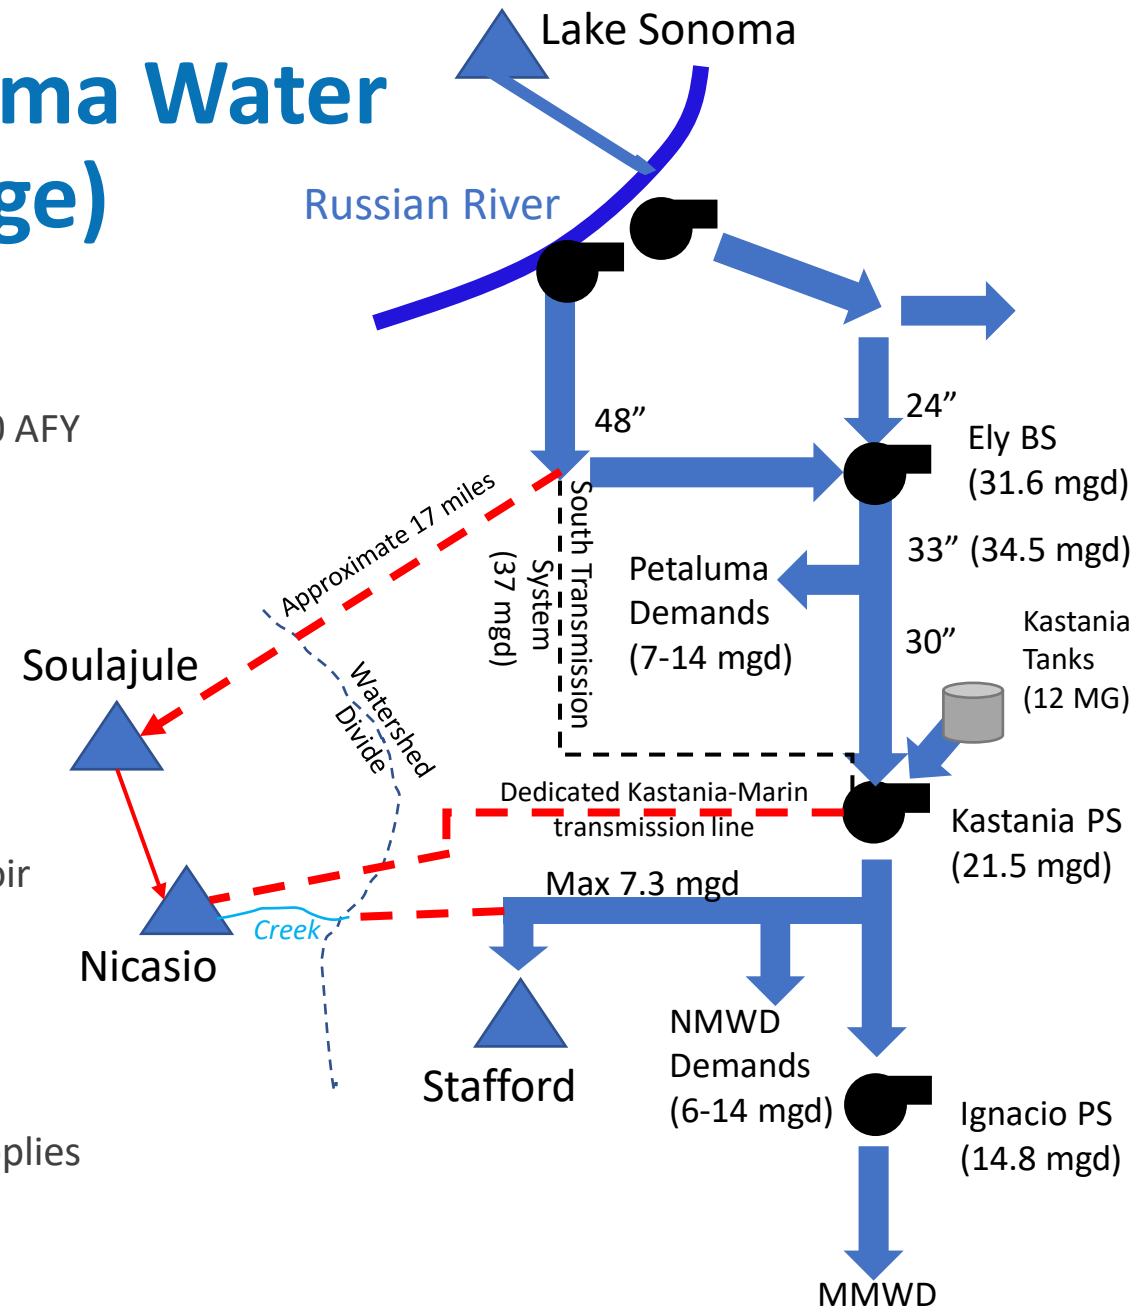 Lake Sonoma
ma Water
ge)
Russian River
AFY
48”
24”
Ely BS
(31.6 mgd)
Approximate 17 miles
South Transmission
System
(37 mgd)
33” (34.5 mgd)
Petaluma
Demands
(7-14 mgd)
30”
Kastania
Tanks
(12 MG)
Soulajule
Watershed
Divide
Dedicated Kastania-Marin
transmission line
Kastania PS
(21.5 mgd)
oir
Max 7.3 mgd
Creek
Nicasio
NMWD
Demands
(6-14 mgd)
Stafford
Ignacio PS
(14.8 mgd)
plies
MMWD